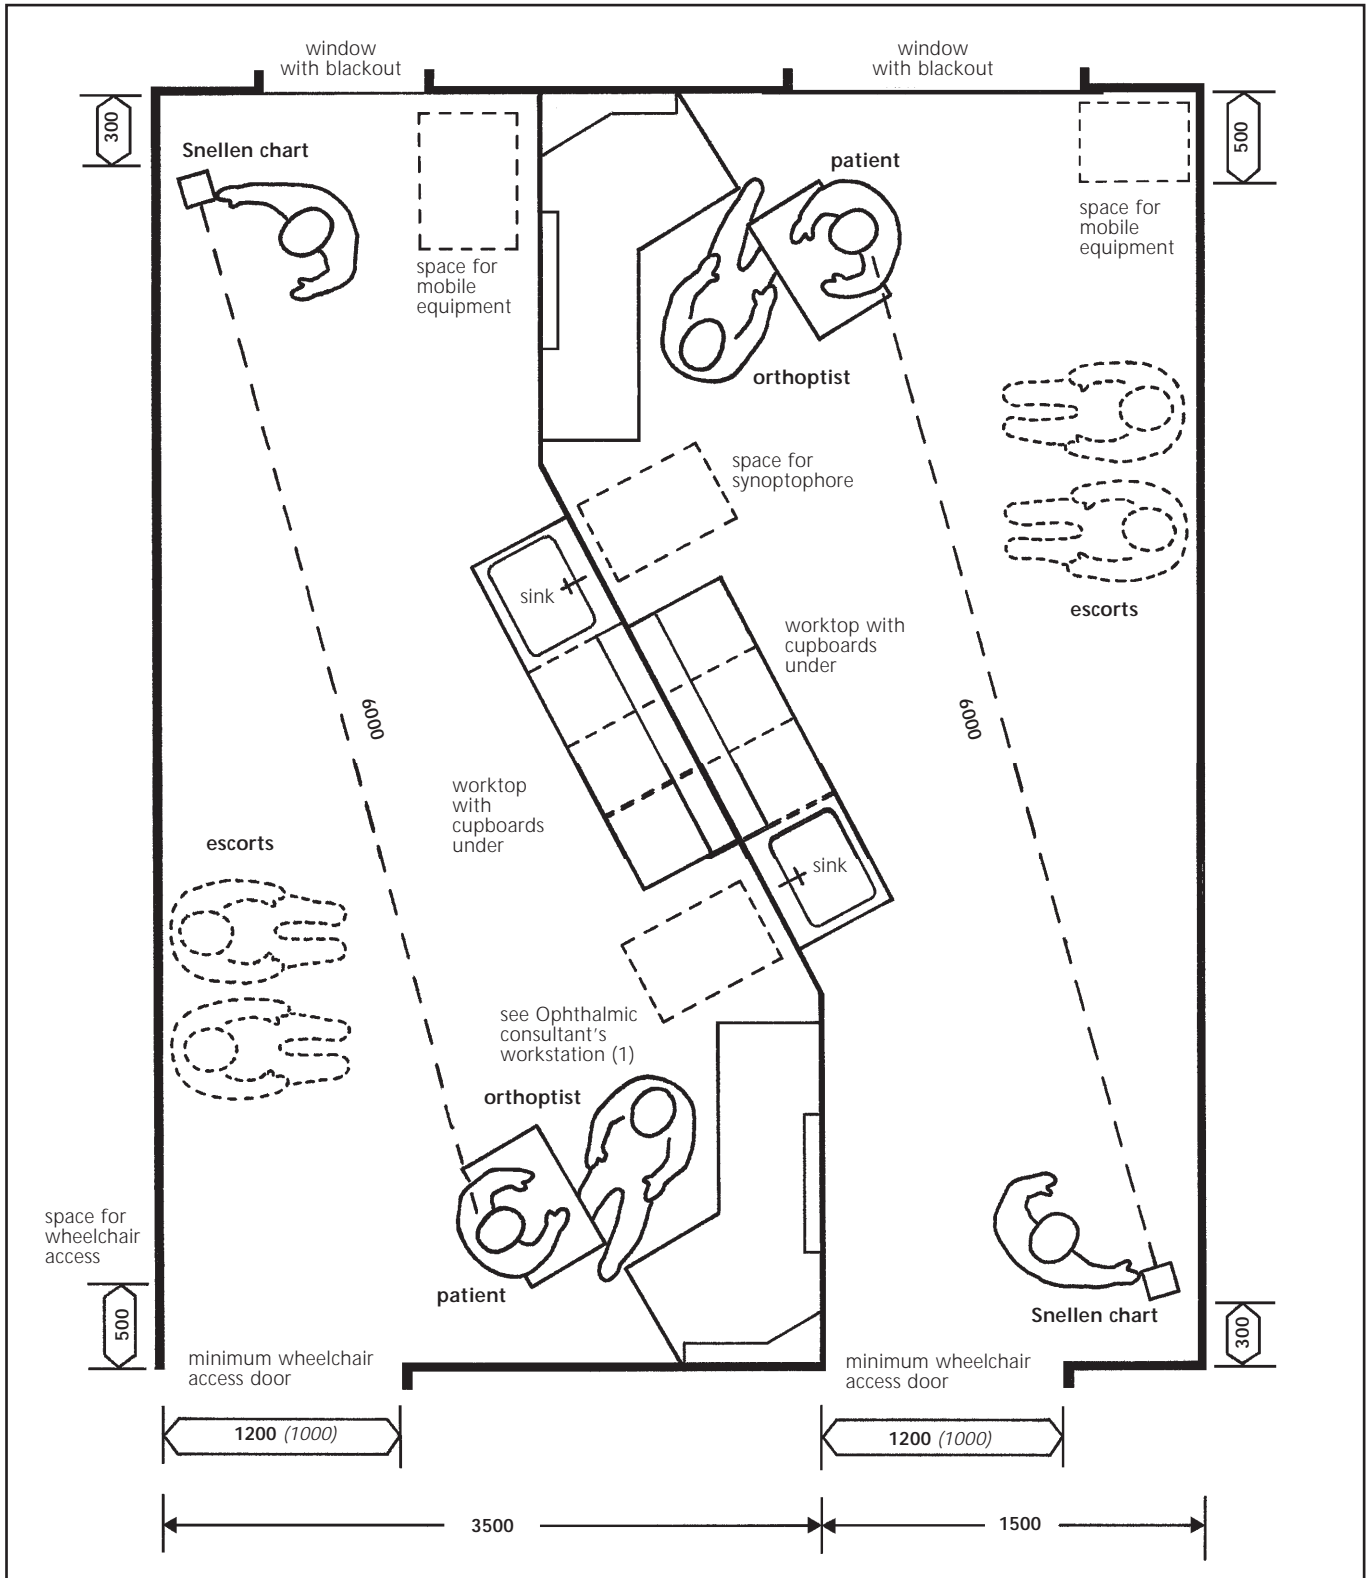 window
with blackout
window
with blackout
300
500
Snellen chart
patient
space for
mobile
equipment
space for
mobile
equipment
orthoptist
space for
synoptophore
sink
escorts
worktop with
cupboards
under
6000
6000
worktop
with
cupboards
under
escorts
sink
see Ophthalmic
consultant's
workstation (1)
orthoptist
space for
wheelchair
access
patient
Snellen chart
500
300
minimum wheelchair
access door
minimum wheelchair
access door
1200 (1000)
1200 (1000)
3500
1500